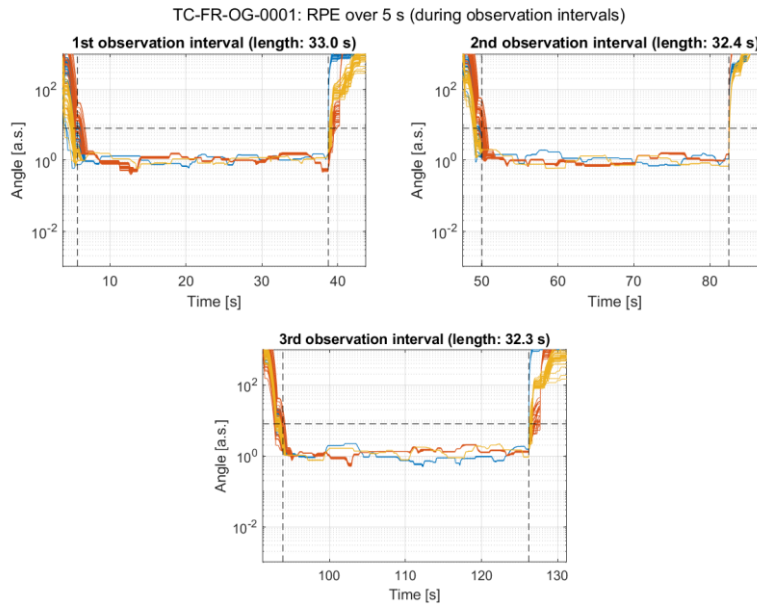 TC-FR-OG-0001: RPE over 5 s (during observation intervals)
1st observation interval (length: 33.0 s)
Angle [a.s.]
10^2
10^0
10^-2
10 20 30 40
Time [s]
2nd observation interval (length: 32.4 s)
Angle [a.s.]
10^2
10^0
10^-2
50 60 70 80
Time [s]
3rd observation interval (length: 32.3 s)
Angle [a.s.]
10^2
10^0
10^-2
100 110 120 130
Time [s]